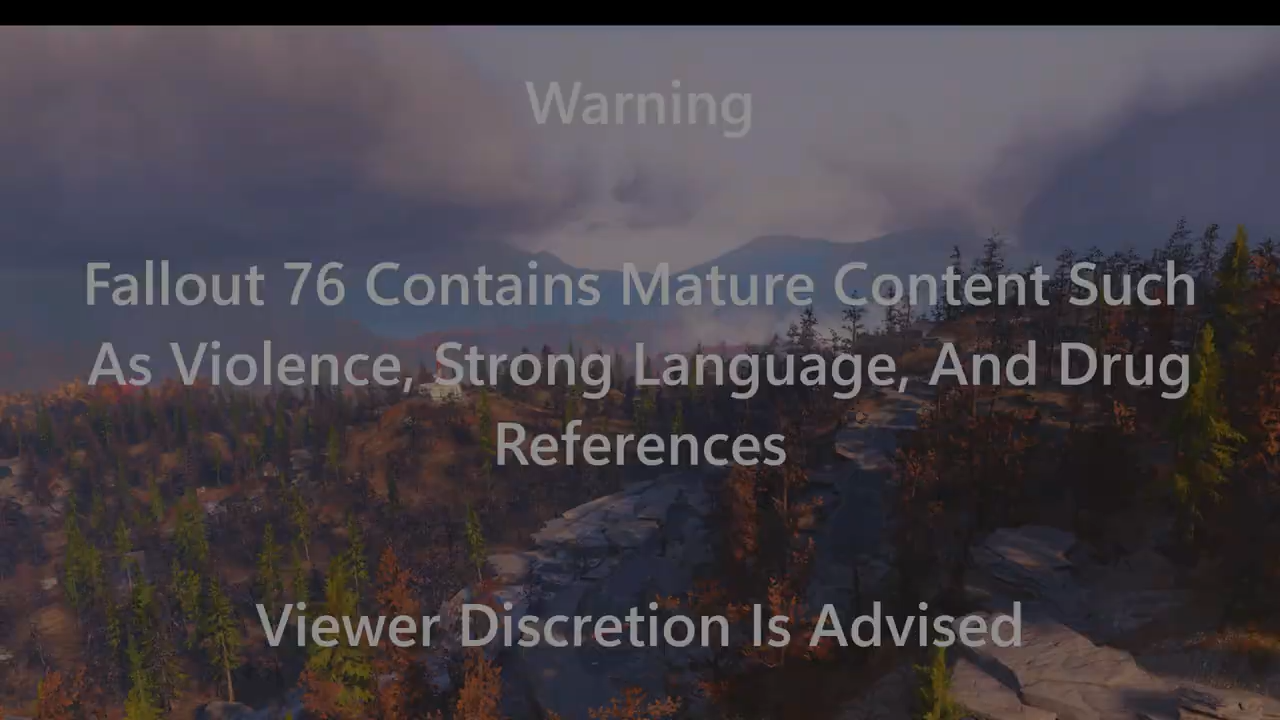 Warning
Fallout 76 Contains Mature Content Such
As Violence, Strong Language, And Drug
References
Viewer Discretion Is Advised